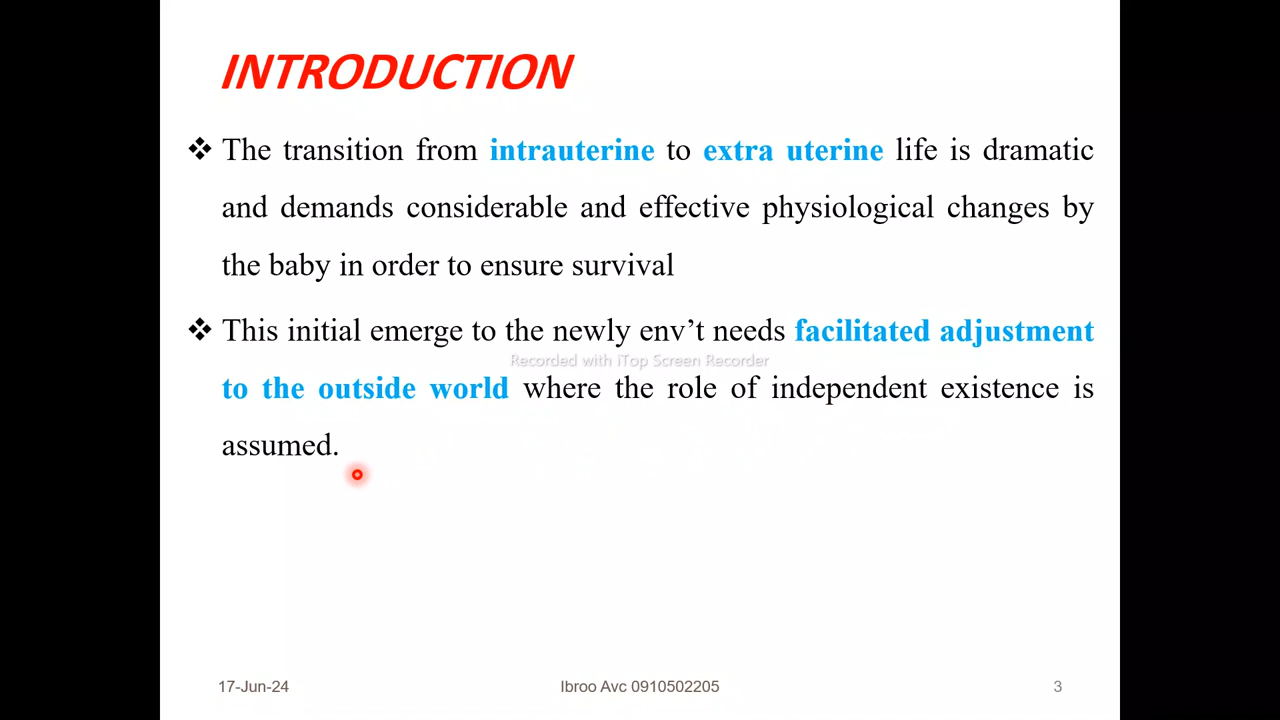 INTRODUCTION
❖ The transition from intrauterine to extra uterine life is dramatic
and demands considerable and effective physiological changes by
the baby in order to ensure survival
❖ This initial emerge to the newly env’t needs facilitated adjustment
Recorded with iTop Screen Recorder
to the outside world where the role of independent existence is
assumed.
17-Jun-24 Ibroo Avc 0910502205 3